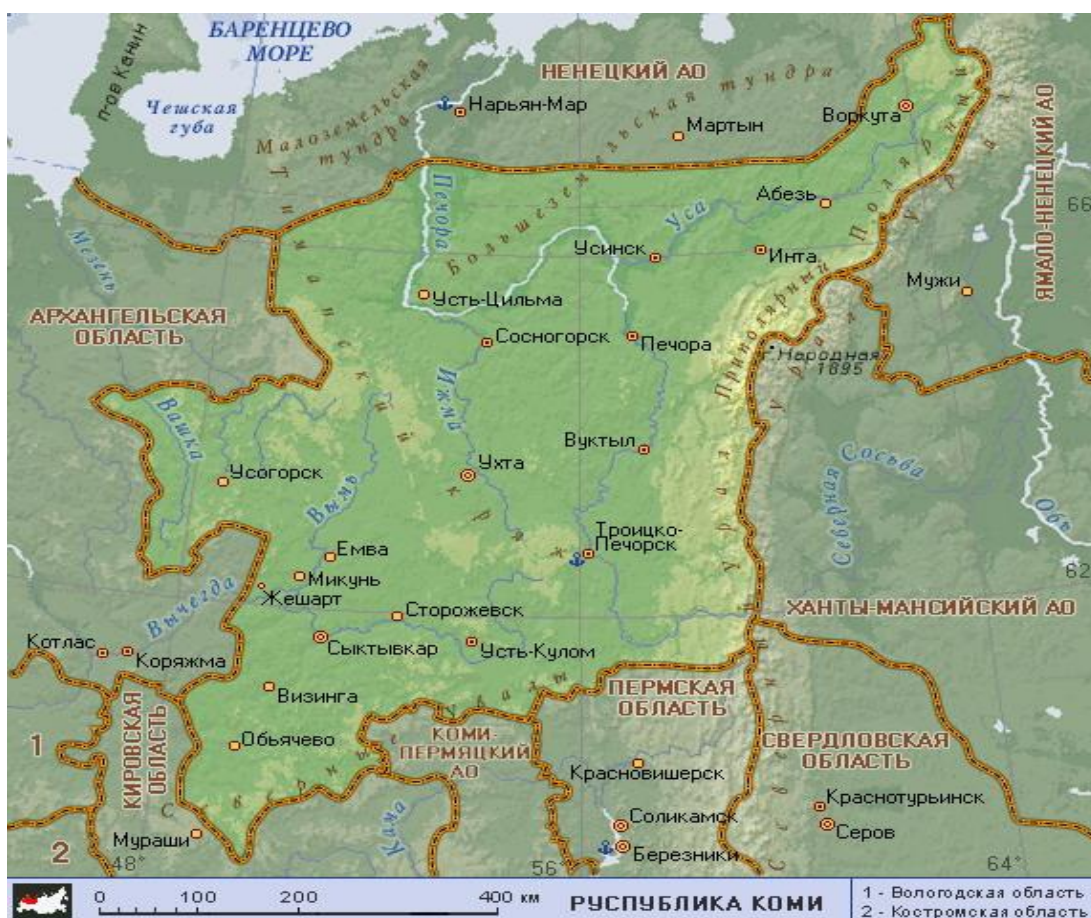 БАРЕНЦЕВО
МОРЕ
п-ов Канин
Чешская
губа
НЕНЕЦКИЙ АО
Нарьян-Мар
Малоземельская
тундра
Мартын
Большеземельская тундра
Воркута
ЯМАЛО-НЕНЕЦКИЙ АО
Печора
Абезь
66
Полярный
Урал
Уса
Мезень
Усинск
Инта
Мужи
Усть-Цильма
АРХАНГЕЛЬСКАЯ
ОБЛАСТЬ
Тиманский кряж
Сосногорск
Печора
Приполярный
Урал
г. Народная
1895
Ижма
Вашка
Вуктыл
Усогорск
Ухта
Вымь
Северная Сосьва
Обь
Троицко-
Печорск
Емва
Микунь
62
Жешарт
Вычегда
Сторожевск
ХАНТЫ-МАНСИЙСКИЙ АО
Котлас
Коряжма
Сыктывкар
Усть-Кулом
Визинга
ПЕРМСКАЯ
ОБЛАСТЬ
Северный
Урал
Северные Увалы
КИРОВСКАЯ
ОБЛАСТЬ
1
Обьячево
КОМИ-
ПЕРМЯЦКИЙ
АО
СВЕРДЛОВСКАЯ
ОБЛАСТЬ
Красновишерск
Краснотурьинск
Соликамск
Серов
Мураши
Кама
Березники
2
48°
56°
64°
0 100 200 400 км
РУСПУБЛИКА КОМИ
1 - Вологодская область
2 - Костромская область